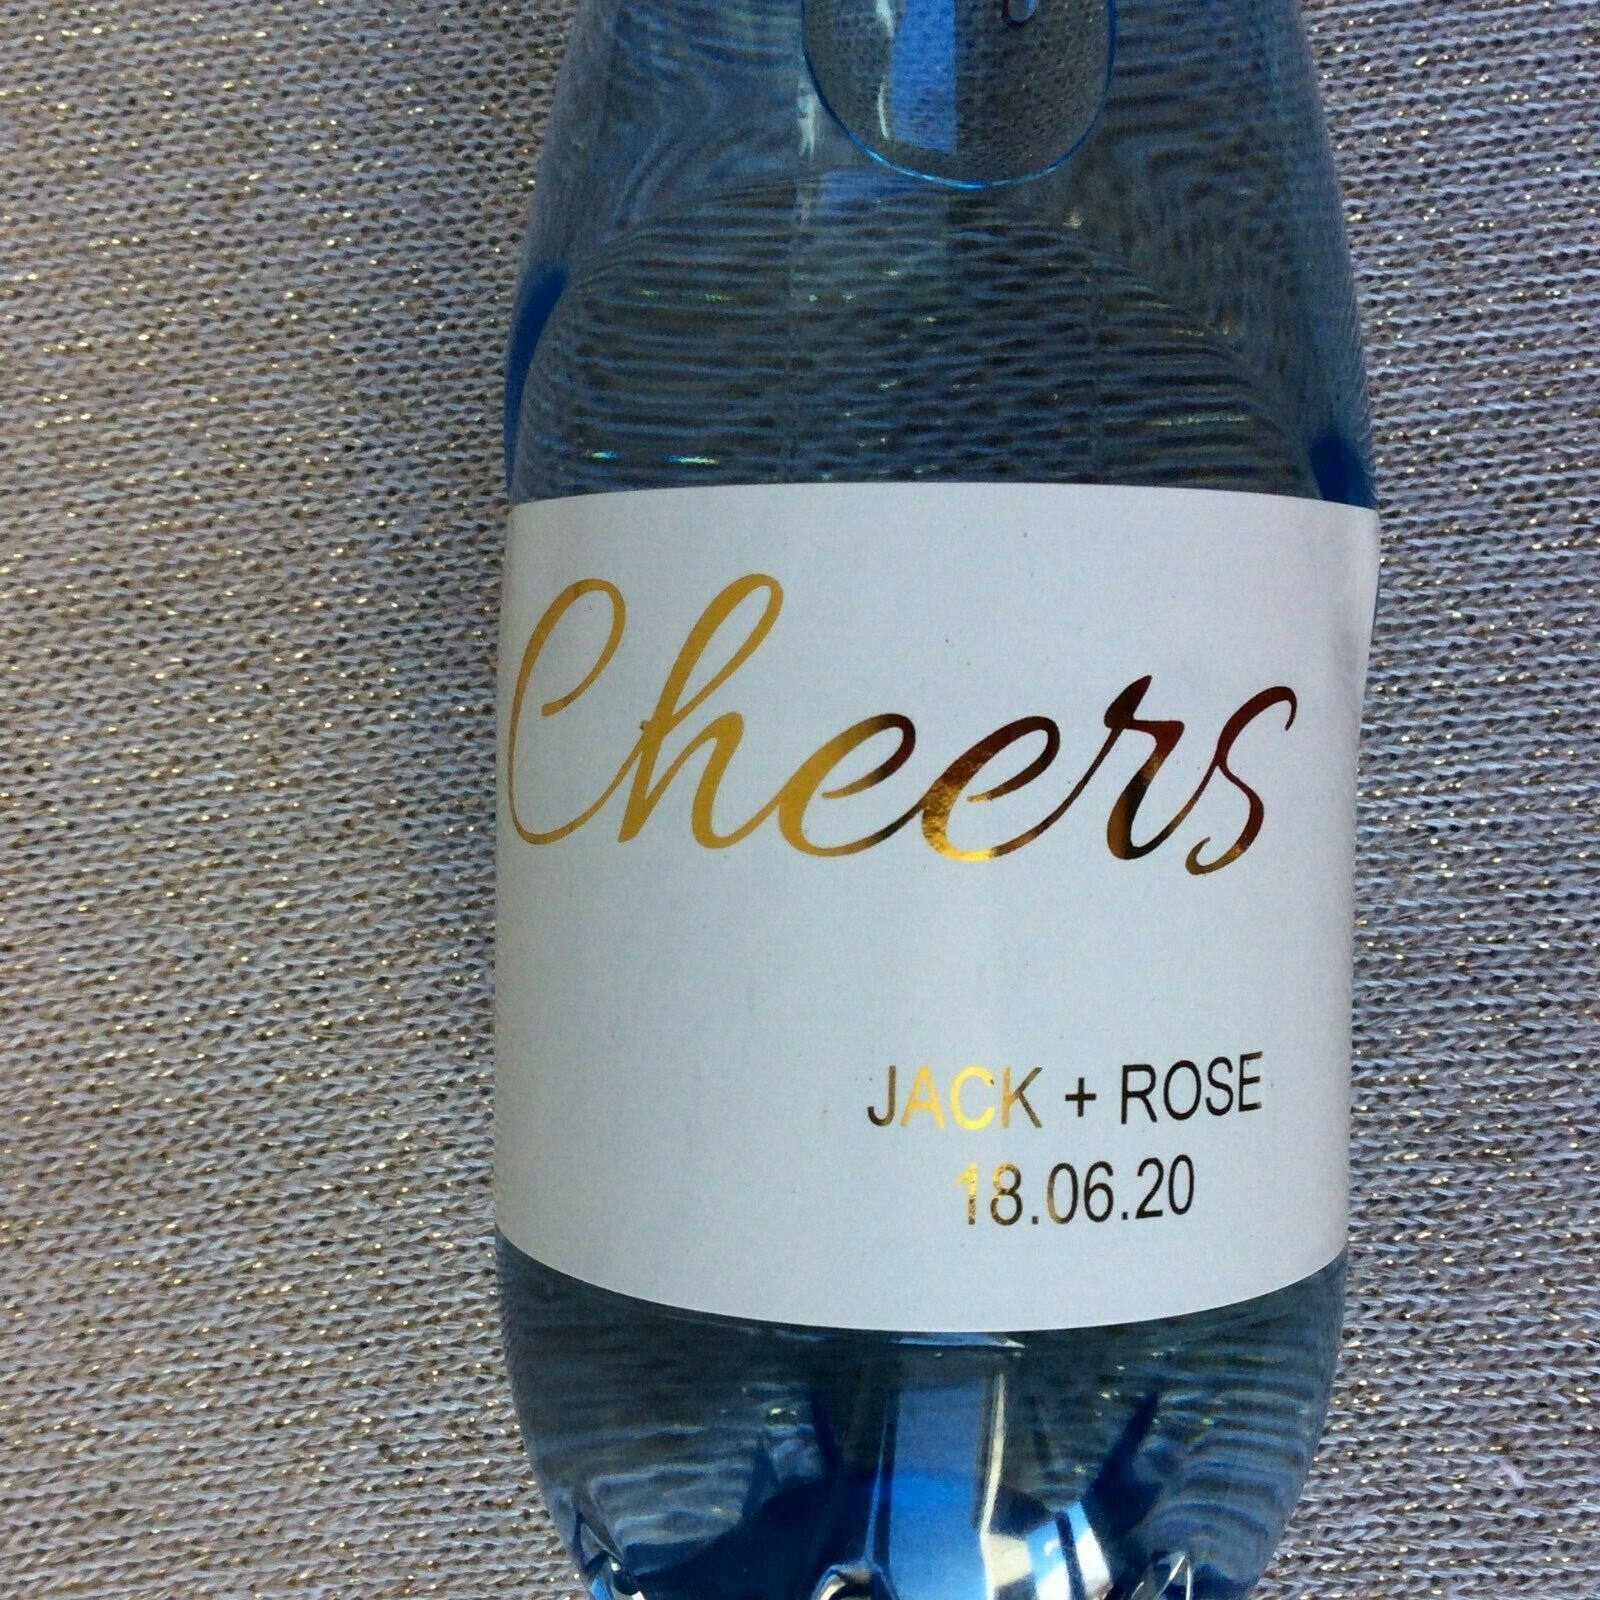 Cheers
JACK + ROSE
18.06.20